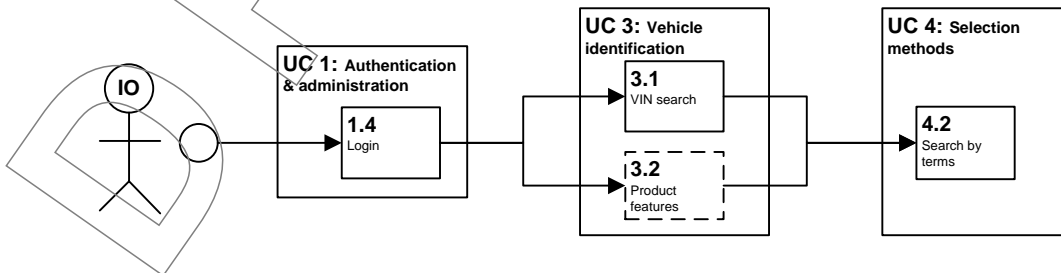 IO
UC 1: Authentication
& administration
1.4
Login
UC 3: Vehicle
identification
3.1
VIN search
3.2
Product
features
UC 4: Selection
methods
4.2
Search by
terms